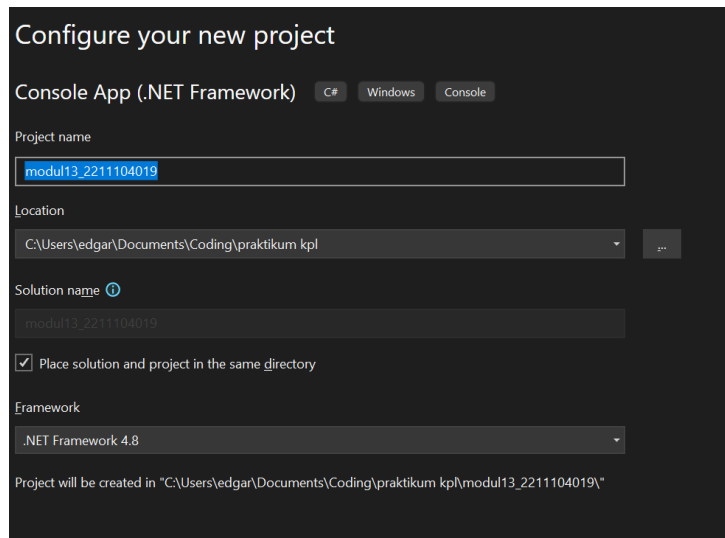 Configure your new project
Console App (.NET Framework) C# Windows Console
Project name
modul13_2211104019
Location
C:\Users\edgar\Documents\Coding\praktikum kpl
...
Solution name
modul13_2211104019
Place solution and project in the same directory
Framework
.NET Framework 4.8
Project will be created in "C:\Users\edgar\Documents\Coding\praktikum kpl\modul13_2211104019\"